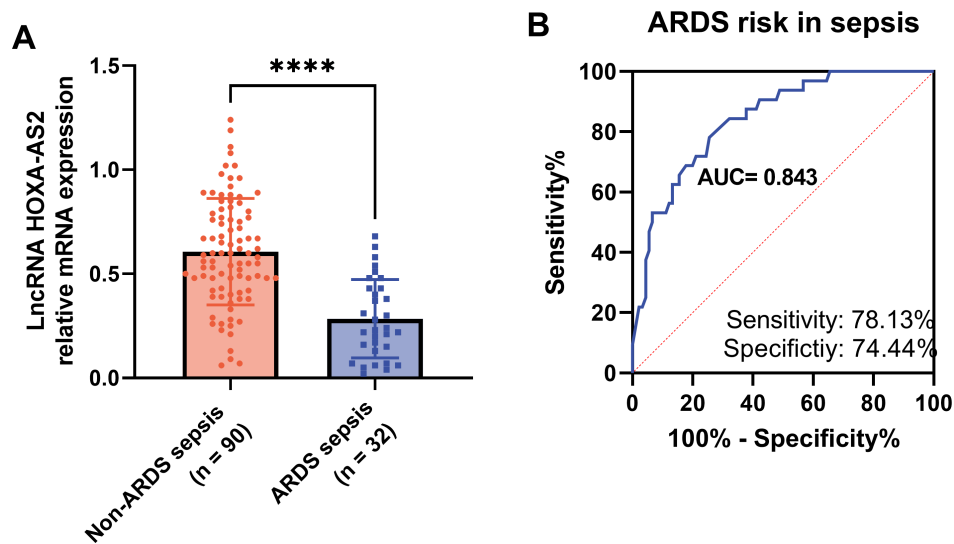 A
LncRNA HOXA-AS2
relative mRNA expression
1.5
1.0
0.5
0.0
****
Non-ARDS sepsis
(n = 90)
ARDS sepsis
(n = 32)
B
ARDS risk in sepsis
Sensitivity%
100
80
60
40
20
0
AUC= 0.843
Sensitivity: 78.13%
Specifictiy: 74.44%
0 20 40 60 80 100
100% - Specificity%